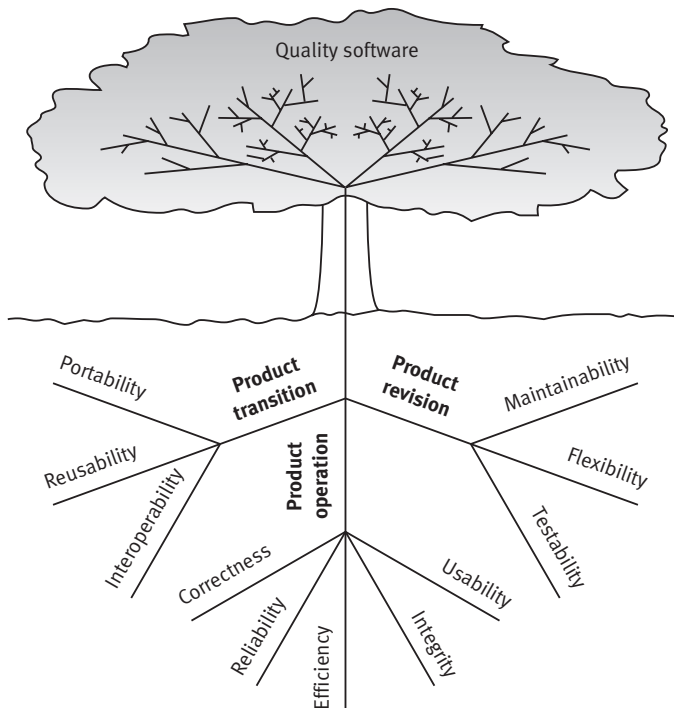 Quality software
Product
transition
Product
revision
Portability
Maintainability
Reusability
Flexibility
Interoperability
Product
operation
Testability
Correctness
Usability
Reliability
Integrity
Efficiency